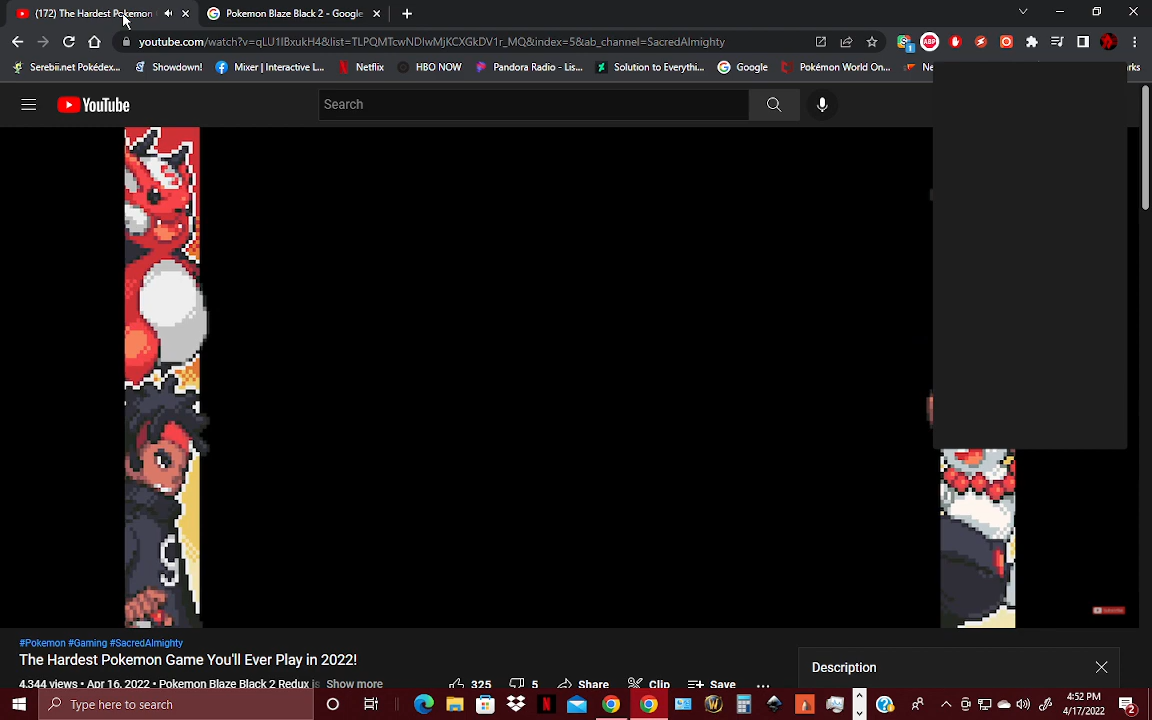 (172) The Hardest Pokemon
Pokemon Blaze Black 2 - Google
youtube.com/watch?v=qLU1IBxukH4&list=TLPQMTcwNDIwMjKCXGkDV1r_MQ&index=5&ab_channel=SacredAlmighty
ABP
Serebii.net Pokédex...
Showdown!
Mixer | Interactive L...
Netflix
HBO NOW
Pandora Radio - Lis...
Solution to Everythi...
Google
Pokémon World On...
YouTube
Search
Subscribe
#Pokemon #Gaming #SacredAlmighty
The Hardest Pokemon Game You'll Ever Play in 2022!
4,344 views • Apr 16, 2022 • Pokemon Blaze Black 2 Redux is Show more
325
5
Share
Clip
Save
Description
Type here to search
4:52 PM
4/17/2022
2